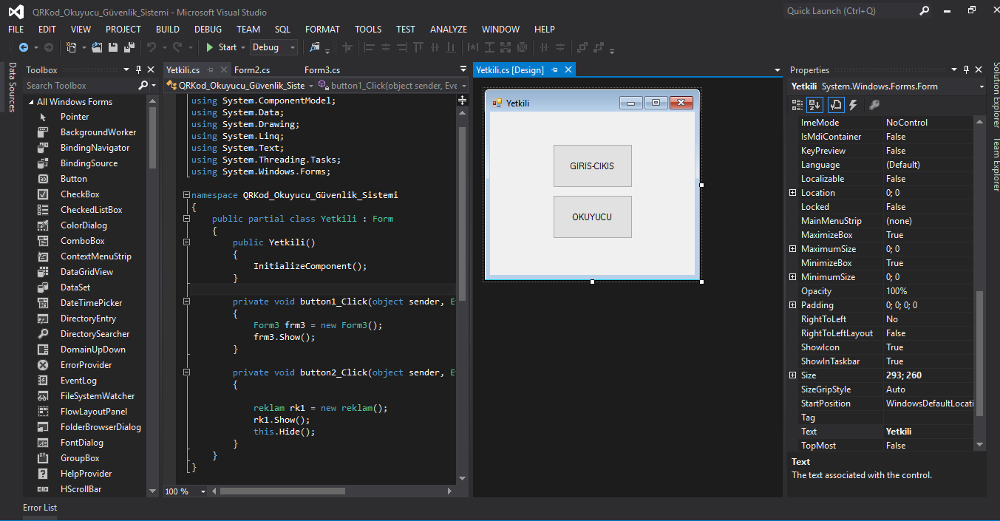 QRKod_Okuyucu_Güvenlik_Sistemi - Microsoft Visual Studio
Quick Launch (Ctrl+Q)
FILE EDIT VIEW PROJECT BUILD DEBUG TEAM SQL FORMAT TOOLS TEST ANALYZE WINDOW HELP
Start Debug
Data Sources
Toolbox
Search Toolbox
All Windows Forms
Pointer
BackgroundWorker
BindingNavigator
BindingSource
Button
CheckBox
CheckedListBox
ColorDialog
ComboBox
ContextMenuStrip
DataGridView
DataSet
DateTimePicker
DirectoryEntry
DirectorySearcher
DomainUpDown
ErrorProvider
EventLog
FileSystemWatcher
FlowLayoutPanel
FolderBrowserDialog
FontDialog
GroupBox
HelpProvider
HScrollBar
Yetkili.cs Form2.cs Form3.cs
QRKod_Okuyucu_Güvenlik_Siste button1_Click(object sender, Eve
using System.ComponentModel;
using System.Data;
using System.Drawing;
using System.Linq;
using System.Text;
using System.Threading.Tasks;
using System.Windows.Forms;
namespace QRKod_Okuyucu_Güvenlik_Sistemi
{
public partial class Yetkili : Form
{
public Yetkili()
{
InitializeComponent();
}
private void button1_Click(object sender, E
{
Form3 frm3 = new Form3();
frm3.Show();
}
private void button2_Click(object sender, E
{
reklam rk1 = new reklam();
rk1.Show();
this.Hide();
}
}
}
100 %
Yetkili.cs [Design]
Yetkili
GiRiS-CIKIS
OKUYUCU
Properties
Yetkili System.Windows.Forms.Form
ImeMode NoControl
IsMdiContainer False
KeyPreview False
Language (Default)
Localizable False
Location 0; 0
Locked False
MainMenuStrip (none)
MaximizeBox True
MaximumSize 0; 0
MinimizeBox True
MinimumSize 0; 0
Opacity 100%
Padding 0; 0; 0; 0
RightToLeft No
RightToLeftLayout False
ShowIcon True
ShowInTaskbar True
Size 293; 260
SizeGripStyle Auto
StartPosition WindowsDefaultLocati
Tag
Text Yetkili
TopMost False
Text
The text associated with the control.
Solution Explorer
Team Explorer
Error List